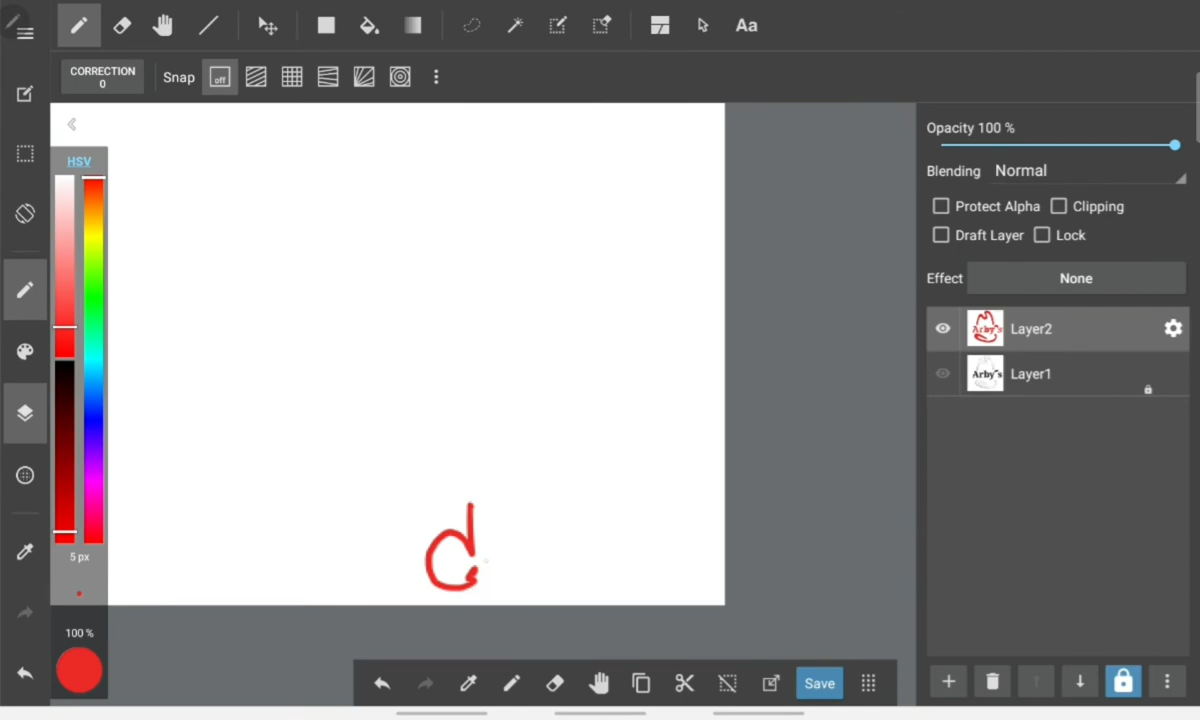 Aa
CORRECTION
0
Snap
off
HSV
Opacity 100 %
Blending Normal
Protect Alpha Clipping
Draft Layer Lock
Effect None
Arby's Layer2
Arby's Layer1
d
5 px
100 %
Save